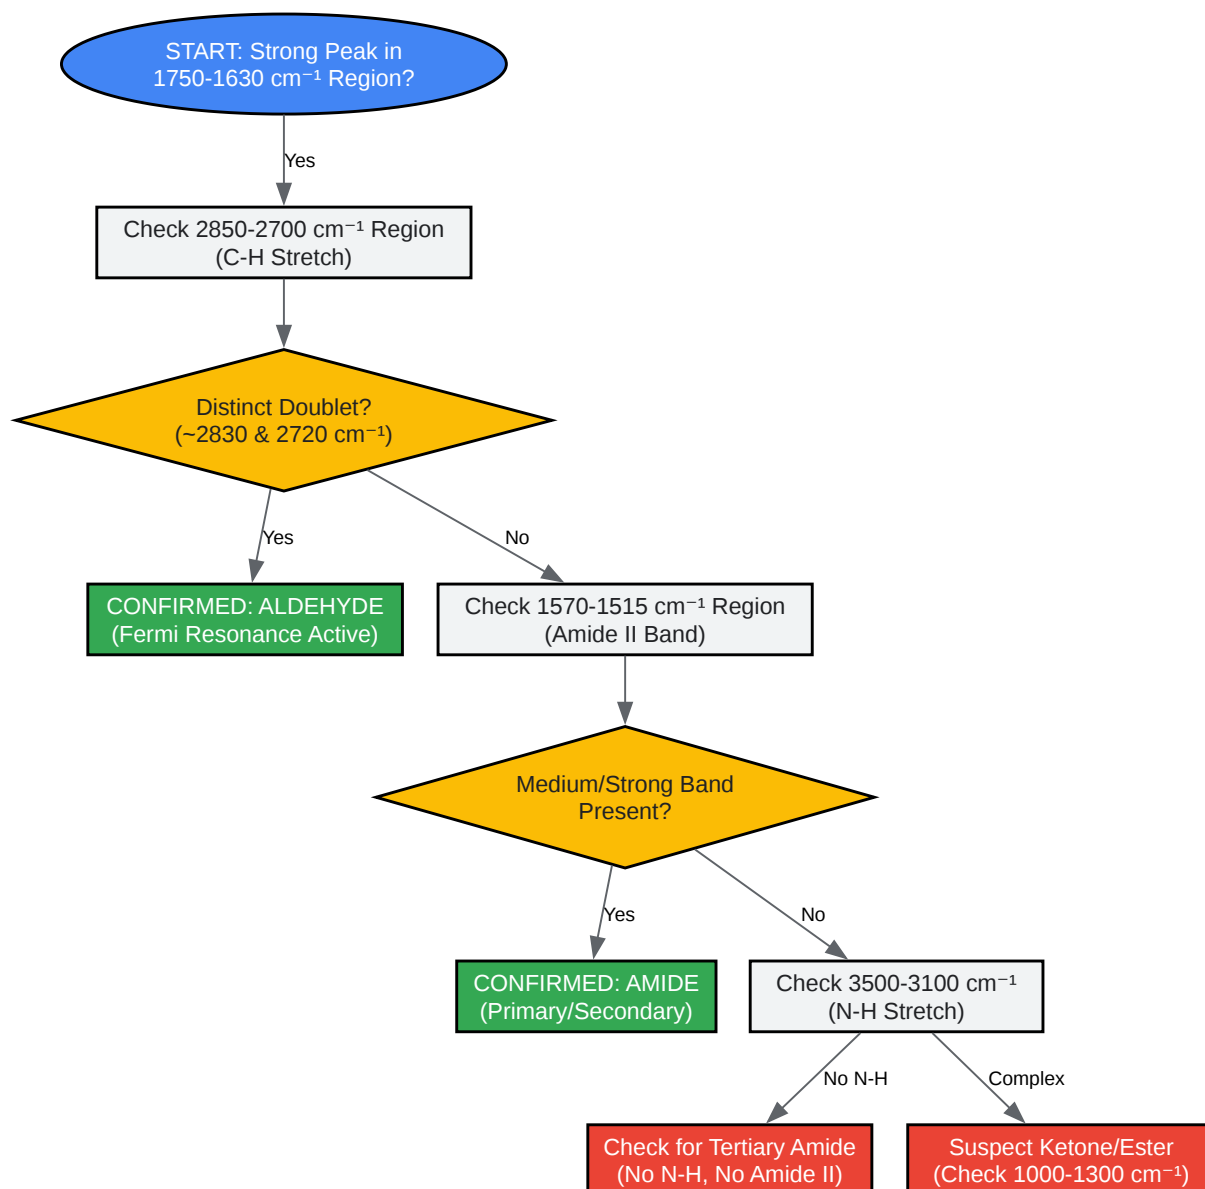 START: Strong Peak in
1750-1630 cm⁻¹ Region?
Yes
Check 2850-2700 cm⁻¹ Region
(C-H Stretch)
Distinct Doublet?
(~2830 & 2720 cm⁻¹)
Yes
No
CONFIRMED: ALDEHYDE
(Fermi Resonance Active)
Check 1570-1515 cm⁻¹ Region
(Amide II Band)
Medium/Strong Band
Present?
Yes
No
CONFIRMED: AMIDE
(Primary/Secondary)
Check 3500-3100 cm⁻¹
(N-H Stretch)
No N-H
Complex
Check for Tertiary Amide
(No N-H, No Amide II)
Suspect Ketone/Ester
(Check 1000-1300 cm⁻¹)